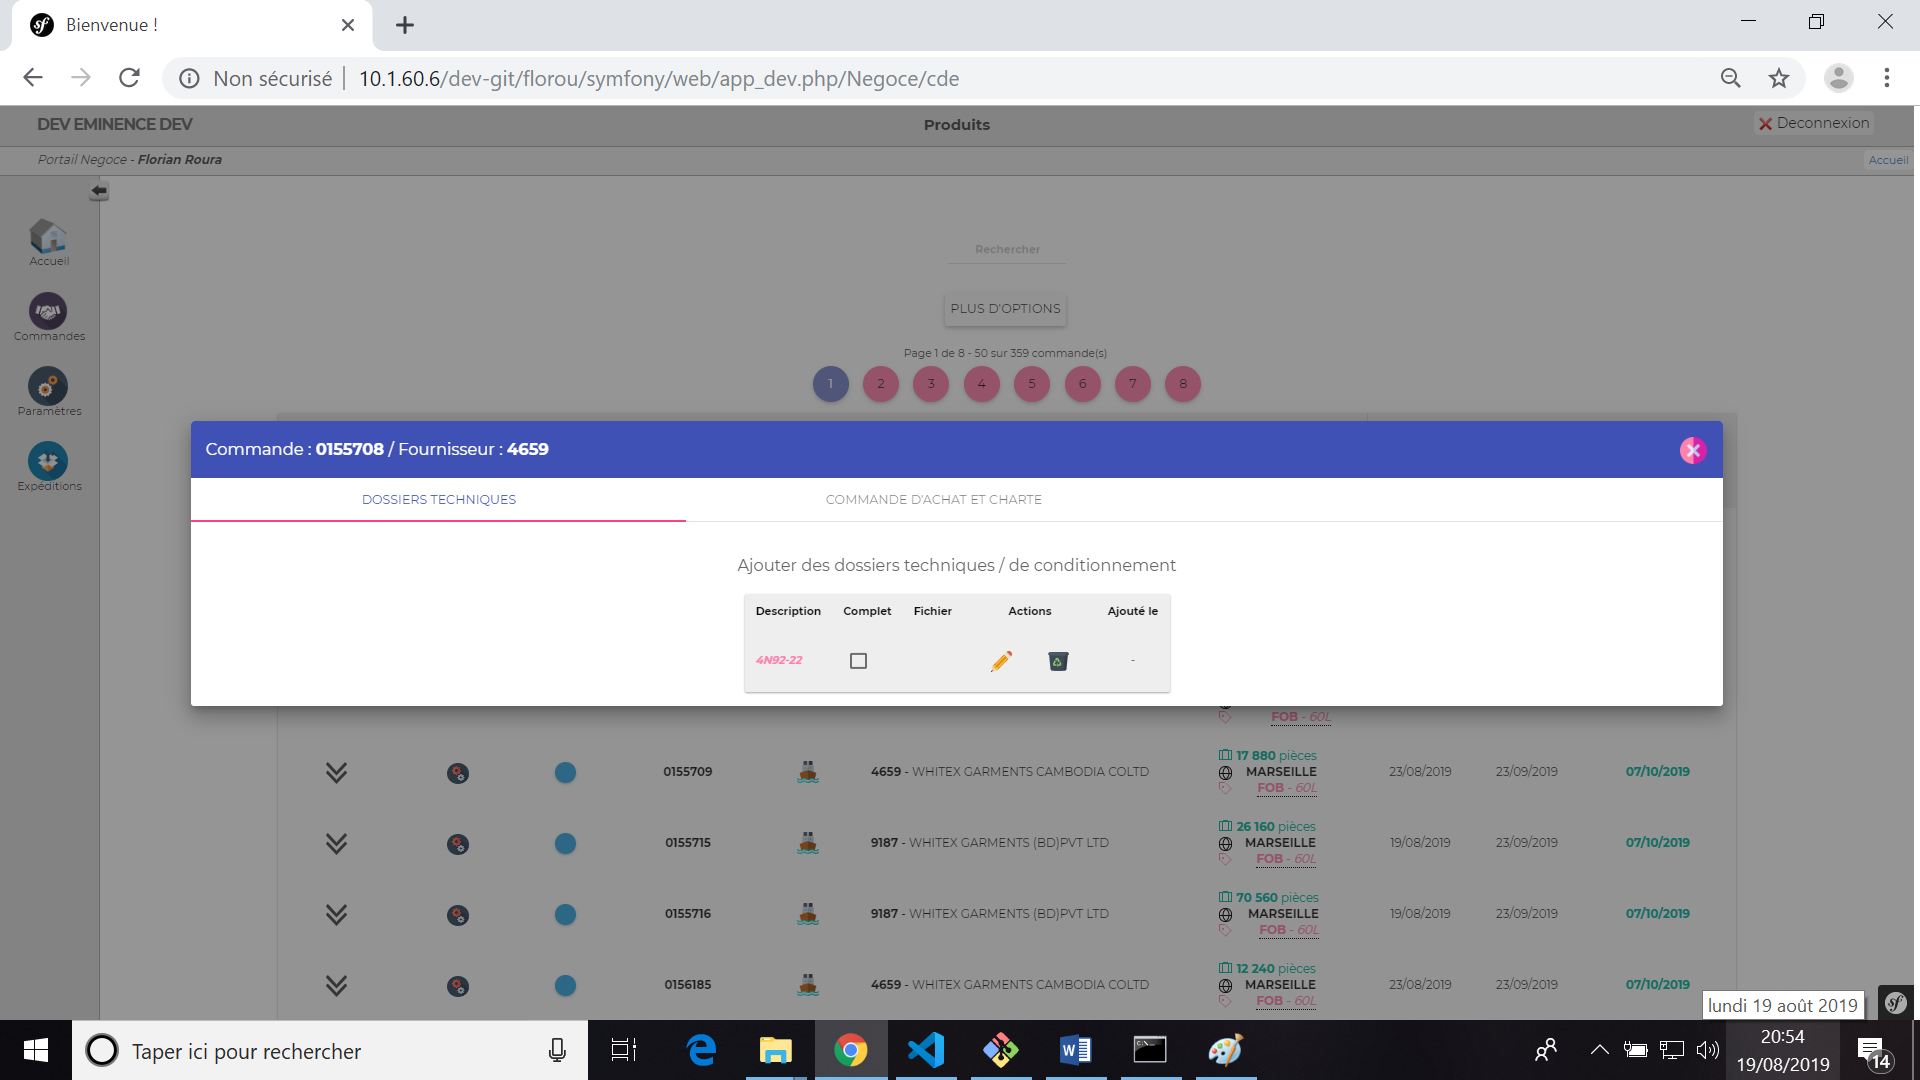 Bienvenue !
Non sécurisé
10.1.60.6/dev-git/florou/symfony/web/app_dev.php/Negoce/cde
DEV EMINENCE DEV
Produits
Deconnexion
Portail Negoce - Florian Roura
Accueil
Accueil
Commandes
Paramètres
Expéditions
Rechercher
PLUS D'OPTIONS
Page 1 de 8 - 50 sur 359 commande(s)
1 2 3 4 5 6 7 8
Commande : 0155708 / Fournisseur : 4659
DOSSIERS TECHNIQUES
COMMANDE D'ACHAT ET CHARTE
Ajouter des dossiers techniques / de conditionnement
Description Complet Fichier Actions Ajouté le
4N92-22 -
FOB - 60L
17 880 pièces
0155709 4659 - WHITEX GARMENTS CAMBODIA COLTD MARSEILLE 23/08/2019 23/09/2019 07/10/2019
FOB - 60L
26 160 pièces
0155715 9187 - WHITEX GARMENTS (BD)PVT LTD MARSEILLE 19/08/2019 23/09/2019 07/10/2019
FOB - 60L
70 560 pièces
0155716 9187 - WHITEX GARMENTS (BD)PVT LTD MARSEILLE 19/08/2019 23/09/2019 07/10/2019
FOB - 60L
12 240 pièces
0156185 4659 - WHITEX GARMENTS CAMBODIA COLTD MARSEILLE 23/08/2019 23/09/2019 07/10/2019
FOB - 60L
lundi 19 août 2019
Taper ici pour rechercher
20:54
19/08/2019
14